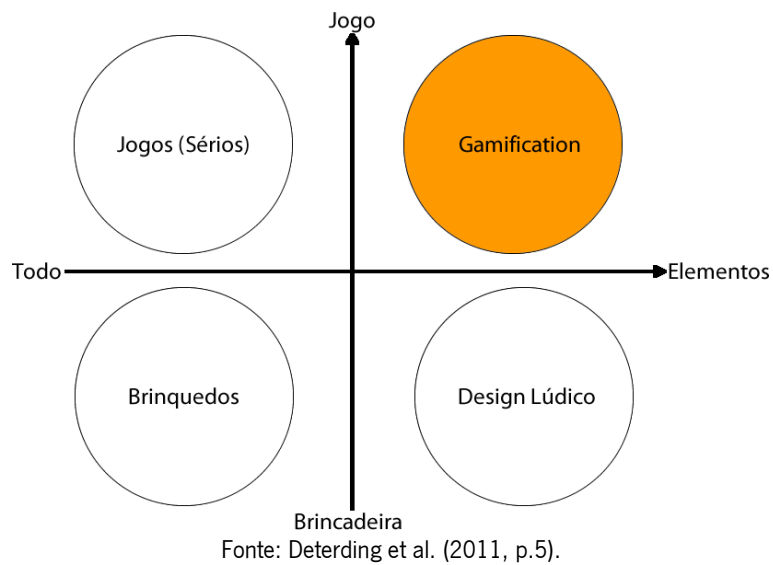 Jogo
Jogos (Sérios)
Gamification
Todo
Elementos
Brinquedos
Design Lúdico
Brincadeira
Fonte: Deterding et al. (2011, p.5).